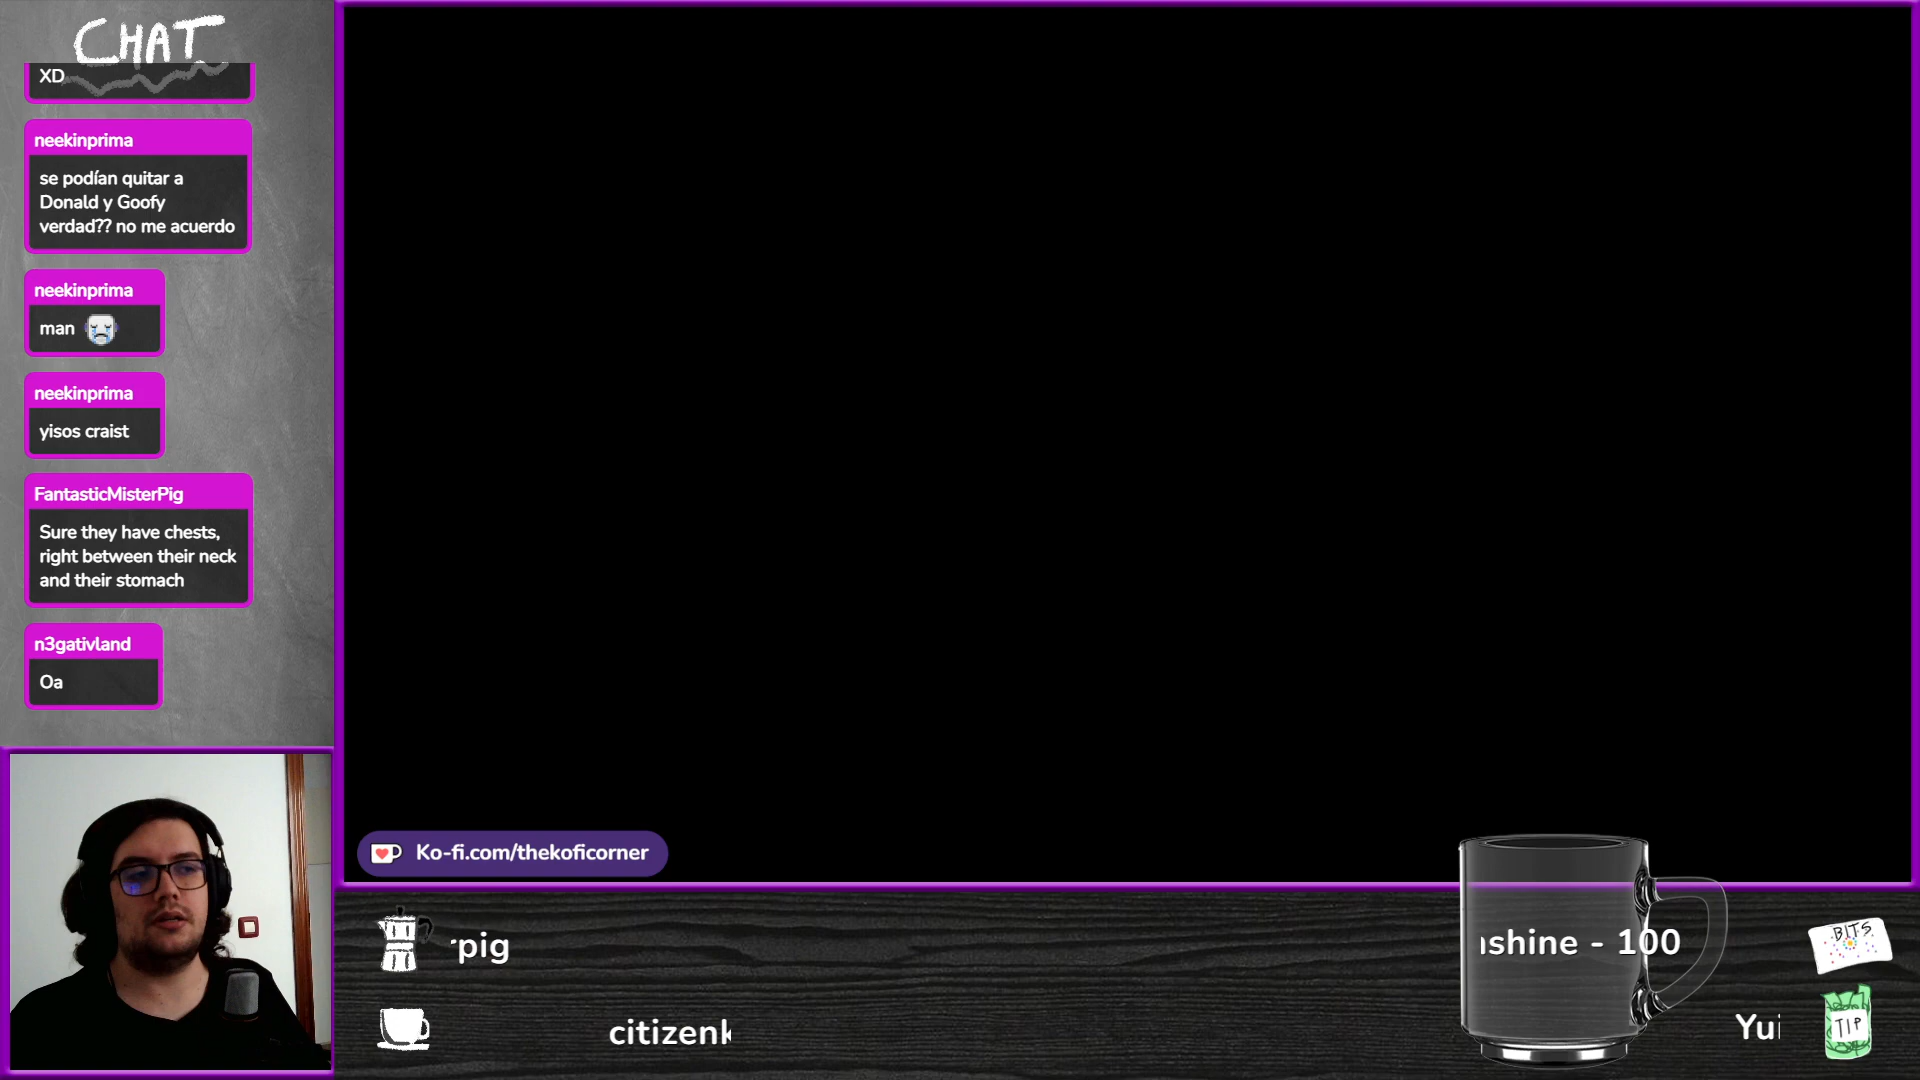 CHAT
XD
neekinprima
se podían quitar a
Donald y Goofy
verdad?? no me acuerdo
neekinprima
man
neekinprima
yisos craist
FantasticMisterPig
Sure they have chests,
right between their neck
and their stomach
n3gativland
Oa
Ko-fi.com/thekoficorner
pig
citizenk
shine - 100
BITS
Yui
TIP